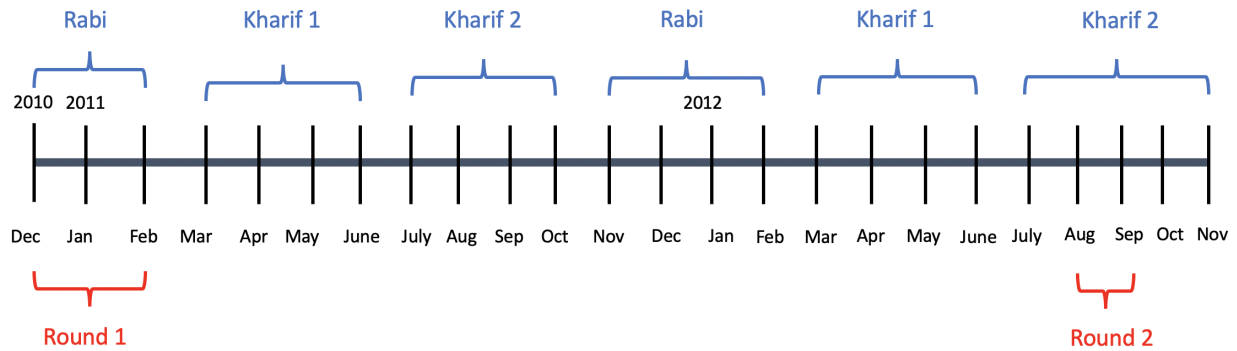 Rabi Kharif 1 Kharif 2 Rabi Kharif 1 Kharif 2
2010 2011 2012
Dec Jan Feb Mar Apr May June July Aug Sep Oct Nov Dec Jan Feb Mar Apr May June July Aug Sep Oct Nov
Round 1 Round 2